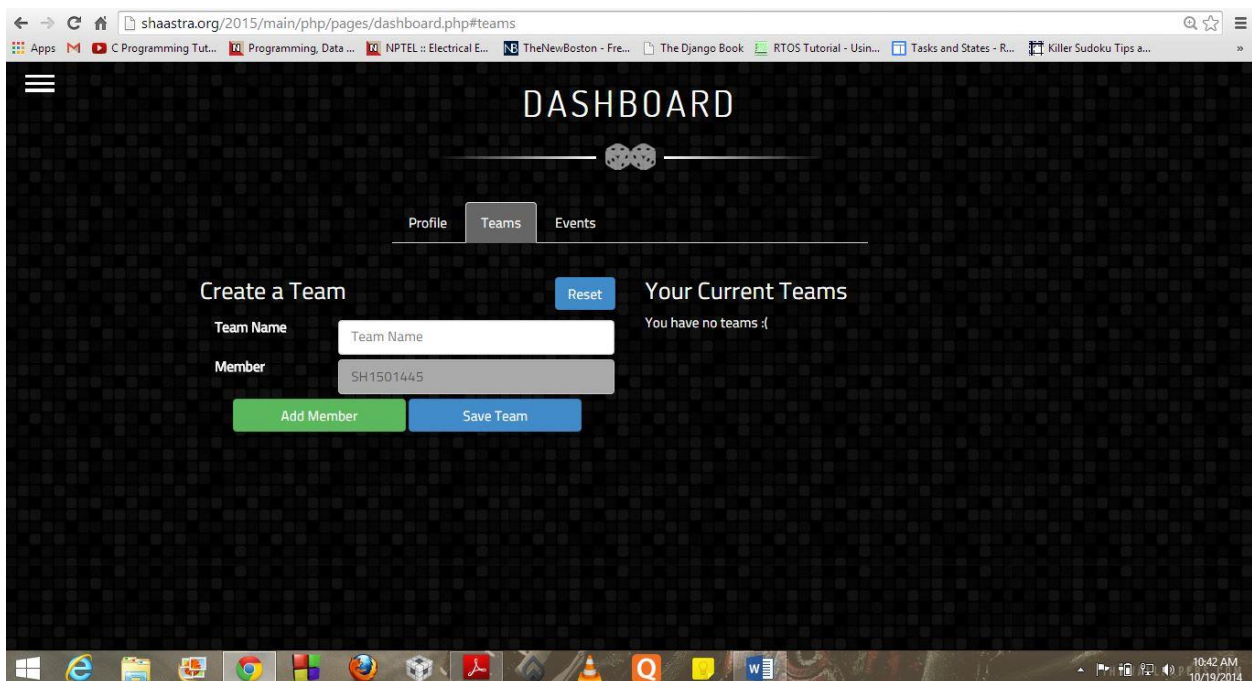 shaastra.org/2015/main/php/pages/dashboard.php#teams
Apps C Programming Tut... Programming, Data ... NPTEL :: Electrical E... TheNewBoston - Fre... The Django Book RTOS Tutorial - Usin... Tasks and States - R... Killer Sudoku Tips a... »
DASHBOARD
Profile Teams Events
Create a Team Reset
Team Name Team Name
Member SH1501445
Add Member Save Team
Your Current Teams
You have no teams :(
10:42 AM
10/19/2014